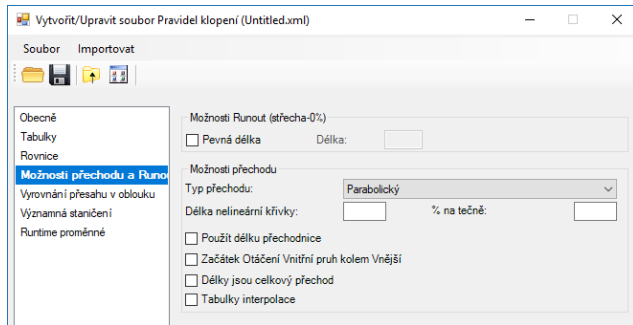 Vytvořit/Upravit soubor Pravidel klopení (Untitled.xml)
Soubor Importovat
Obecně
Tabulky
Rovnice
Možnosti přechodu a Runo
Vyrovnání přesahu v oblouku
Významná staničení
Runtime proměnné
Možnosti Runout (střecha-0%)
Pevná délka Délka:
Možnosti přechodu
Typ přechodu: Parabolický
Délka nelineární křivky: % na tečně:
Použít délku přechodnice
Začátek Otáčení Vnitřní pruh kolem Vnější
Délky jsou celkový přechod
Tabulky interpolace